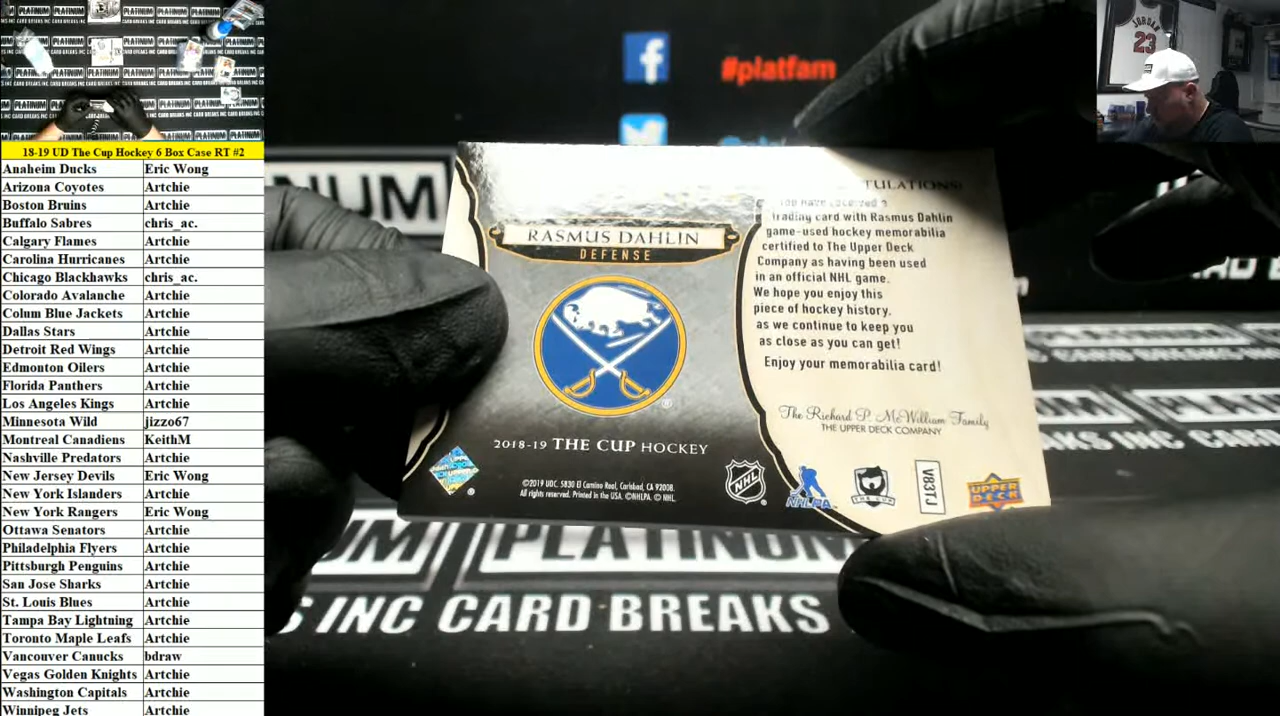 18-19 UD The Cup Hockey 6 Box Case RT #2
Anaheim Ducks Eric Wong
Arizona Coyotes Artchie
Boston Bruins Artchie
Buffalo Sabres chris_ac.
Calgary Flames Artchie
Carolina Hurricanes Artchie
Chicago Blackhawks chris_ac.
Colorado Avalanche Artchie
Colum Blue Jackets Artchie
Dallas Stars Artchie
Detroit Red Wings Artchie
Edmonton Oilers Artchie
Florida Panthers Artchie
Los Angeles Kings Artchie
Minnesota Wild jizzo67
Montreal Canadiens KeithM
Nashville Predators Artchie
New Jersey Devils Eric Wong
New York Islanders Artchie
New York Rangers Eric Wong
Ottawa Senators Artchie
Philadelphia Flyers Artchie
Pittsburgh Penguins Artchie
San Jose Sharks Artchie
St. Louis Blues Artchie
Tampa Bay Lightning Artchie
Toronto Maple Leafs Artchie
Vancouver Canucks bdraw
Vegas Golden Knights Artchie
Washington Capitals Artchie
Winnipeg Jets Artchie
#platfam
JORDAN
23
NUM
RASMUS DAHLIN
DEFENSE
2018-19 THE CUP HOCKEY
©2019 UDC. 5830 El Camino Real, Carlsbad, CA 92008.
All rights reserved. Printed in the USA. ©NHLPA. © NHL.
TULATIONS!
You have received a
trading card with Rasmus Dahlin
game-used hockey memorabilia
certified to The Upper Deck
Company as having been used
in an official NHL game.
We hope you enjoy this
piece of hockey history,
as we continue to keep you
as close as you can get!
Enjoy your memorabilia card!
The Richard P. McWilliam Family
THE UPPER DECK COMPANY
NHL
NHLPA
THE CUP
V83TJ
UPPER DECK
UM
PLATINUM
S INC CARD BREAKS